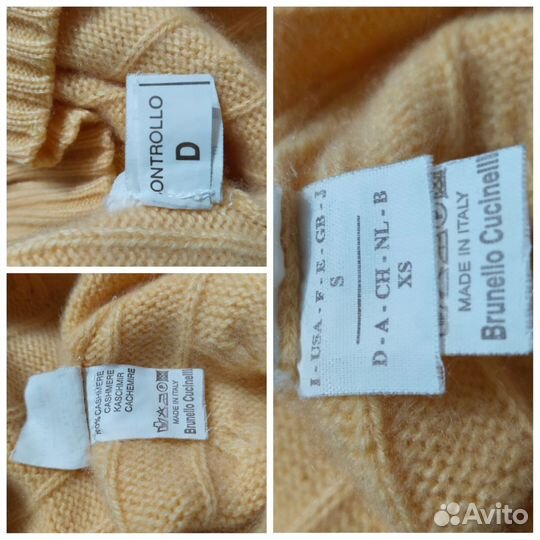 ONTROLLO
D
I - USA - F - E - GB - J
S
D - A - CH - NL - B
XS
MADE IN ITALY
Brunello Cucinelli
100% CASHMERE
CASHMERE
KASCHMIR
CACHEMIRE
MADE IN ITALY
Brunello Cucinelli
Avito